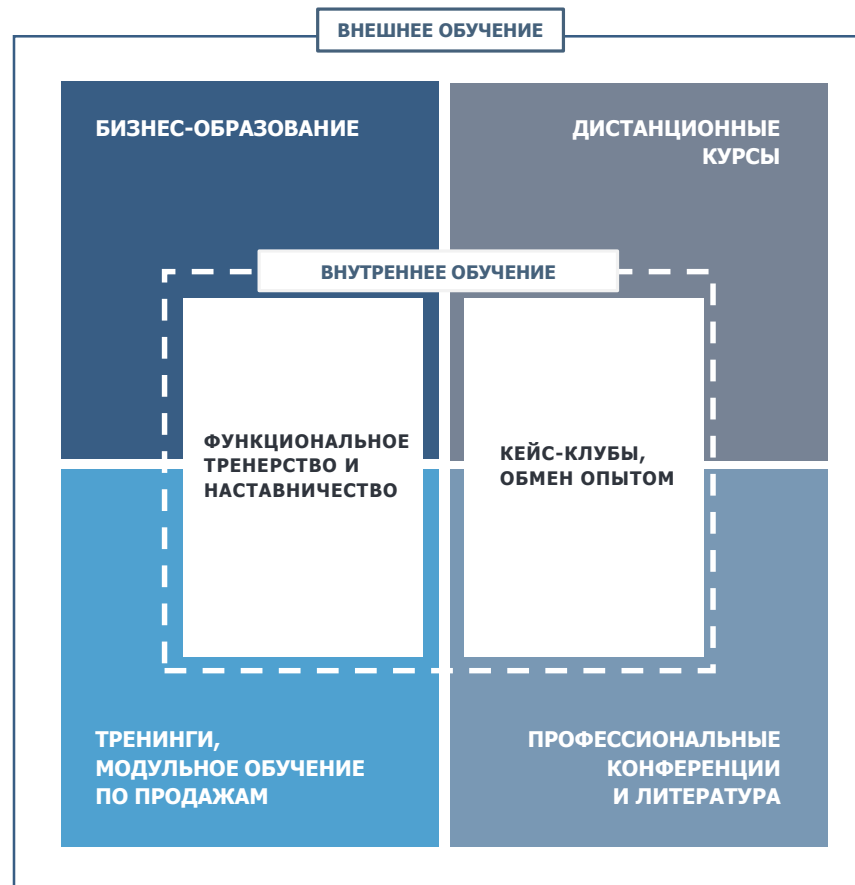 ВНЕШНЕЕ ОБУЧЕНИЕ
БИЗНЕС-ОБРАЗОВАНИЕ
ДИСТАНЦИОННЫЕ
КУРСЫ
ВНУТРЕННЕЕ ОБУЧЕНИЕ
ФУНКЦИОНАЛЬНОЕ
ТРЕНЕРСТВО И
НАСТАВНИЧЕСТВО
КЕЙС-КЛУБЫ,
ОБМЕН ОПЫТОМ
ТРЕНИНГИ,
МОДУЛЬНОЕ ОБУЧЕНИЕ
ПО ПРОДАЖАМ
ПРОФЕССИОНАЛЬНЫЕ
КОНФЕРЕНЦИИ
И ЛИТЕРАТУРА